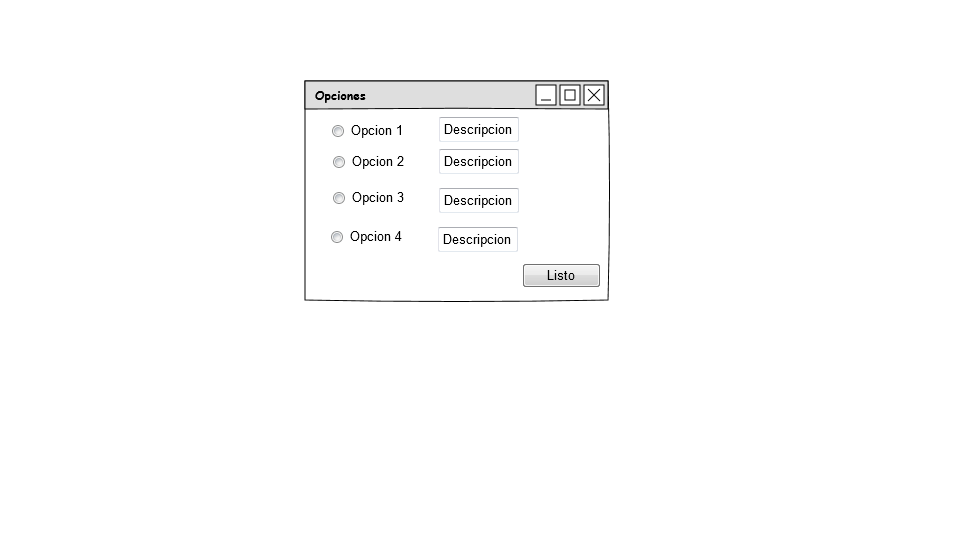 Opciones
Opcion 1 Descripcion
Opcion 2 Descripcion
Opcion 3 Descripcion
Opcion 4 Descripcion
Listo